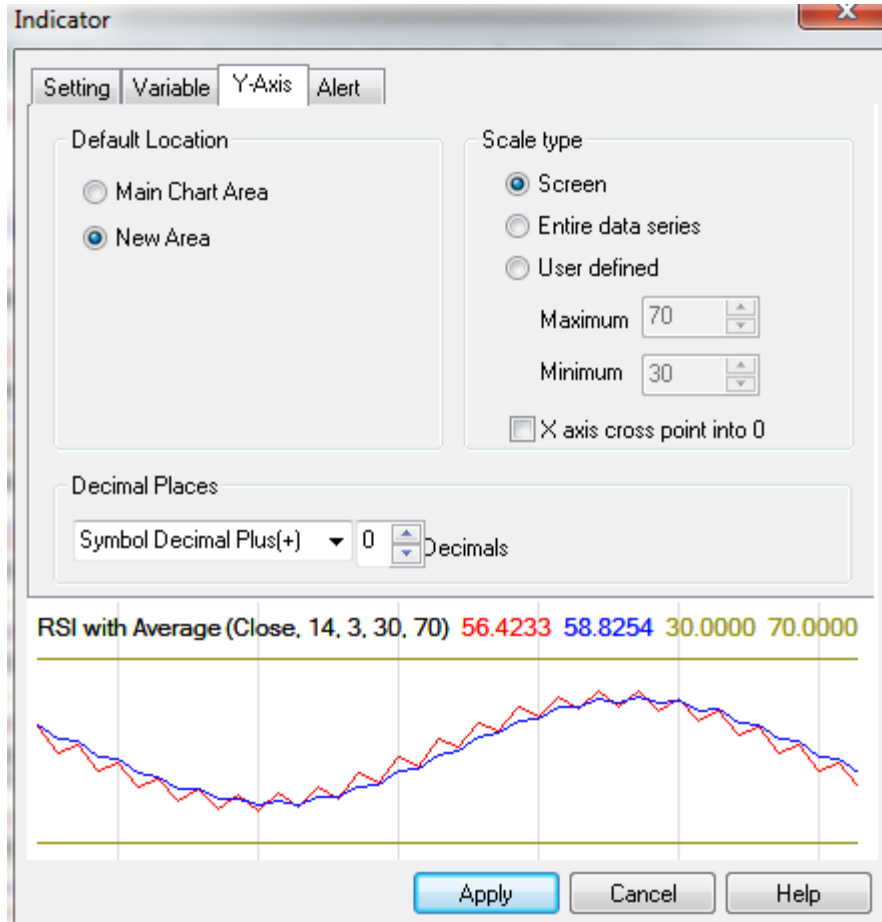 Indicator
Setting Variable Y-Axis Alert
Default Location
Main Chart Area
New Area
Scale type
Screen
Entire data series
User defined
Maximum 70
Minimum 30
X axis cross point into 0
Decimal Places
Symbol Decimal Plus(+) 0 Decimals
RSI with Average (Close, 14, 3, 30, 70) 56.4233 58.8254 30.0000 70.0000
Apply Cancel Help